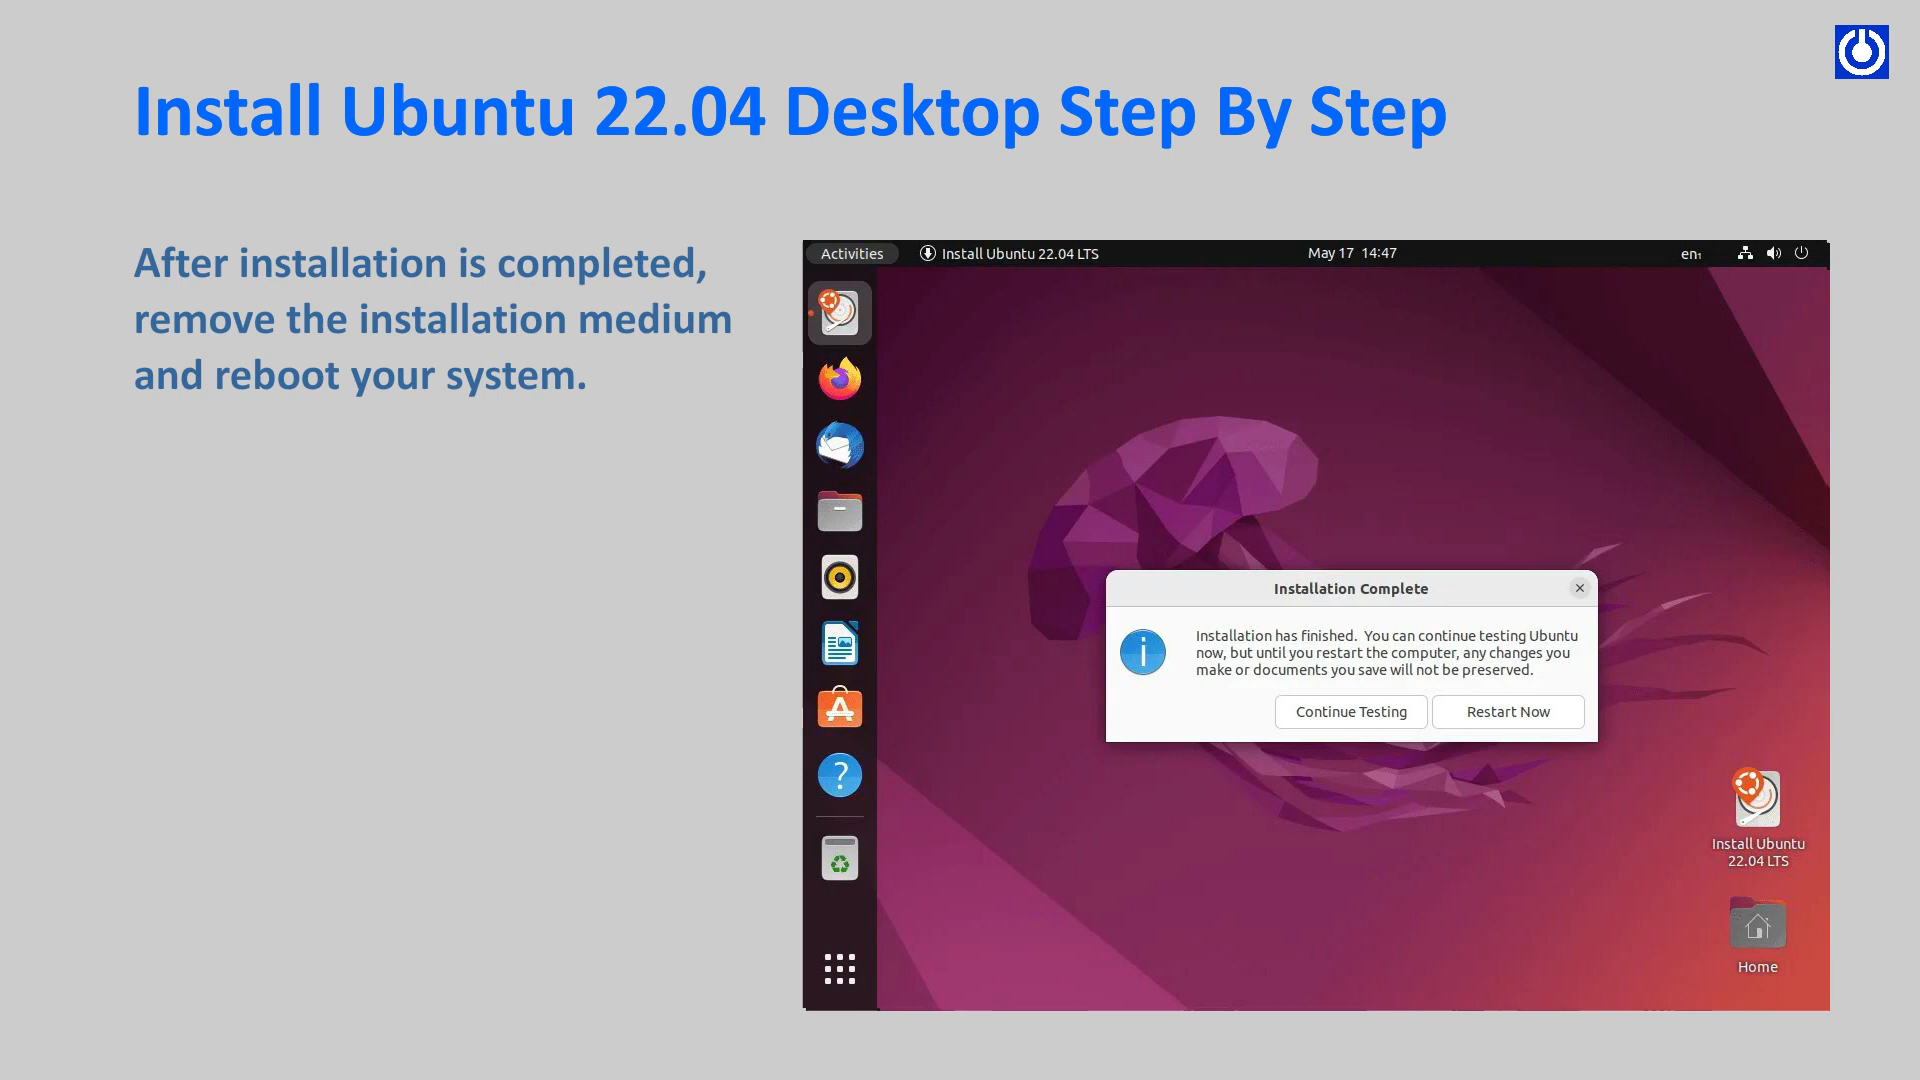 Install Ubuntu 22.04 Desktop Step By Step
After installation is completed,
remove the installation medium
and reboot your system.
Activities
Install Ubuntu 22.04 LTS
May 17 14:47
en₁
Installation Complete
Installation has finished. You can continue testing Ubuntu
now, but until you restart the computer, any changes you
make or documents you save will not be preserved.
Continue Testing
Restart Now
Install Ubuntu
22.04 LTS
Home